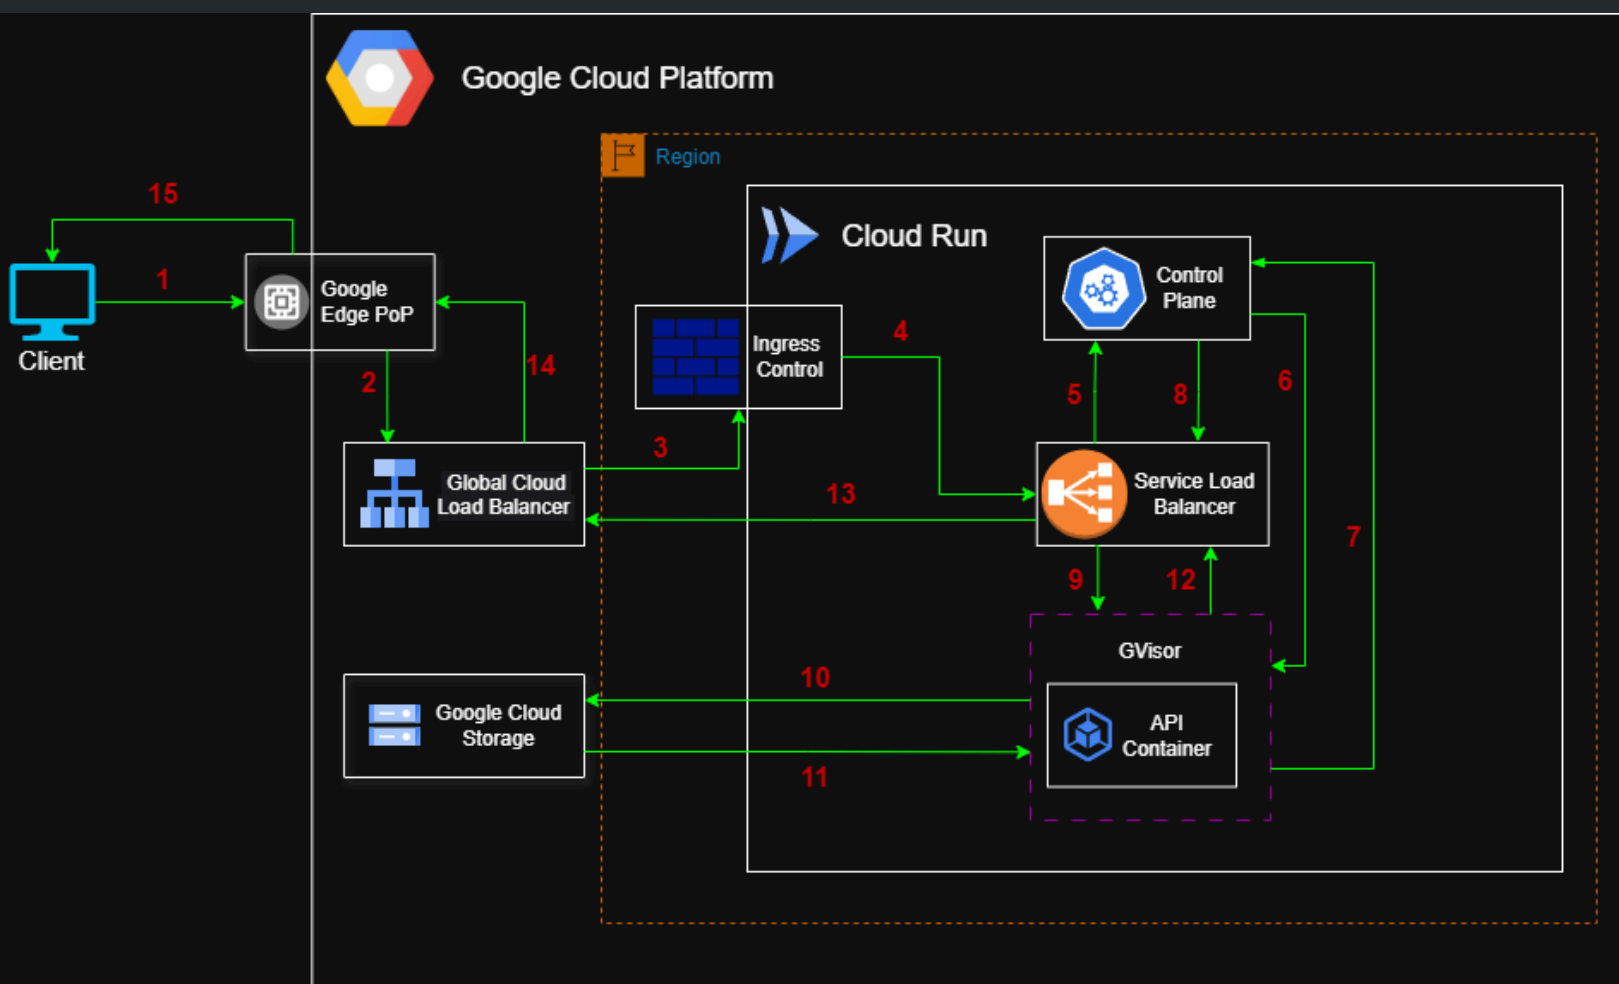 Google Cloud Platform
Region
15
Cloud Run
Control
Plane
1
Google
Edge PoP
Client
Ingress
Control
4
14
2
5
8
6
3
Global Cloud
Load Balancer
13
Service Load
Balancer
7
9
12
GVisor
10
Google Cloud
Storage
API
Container
11